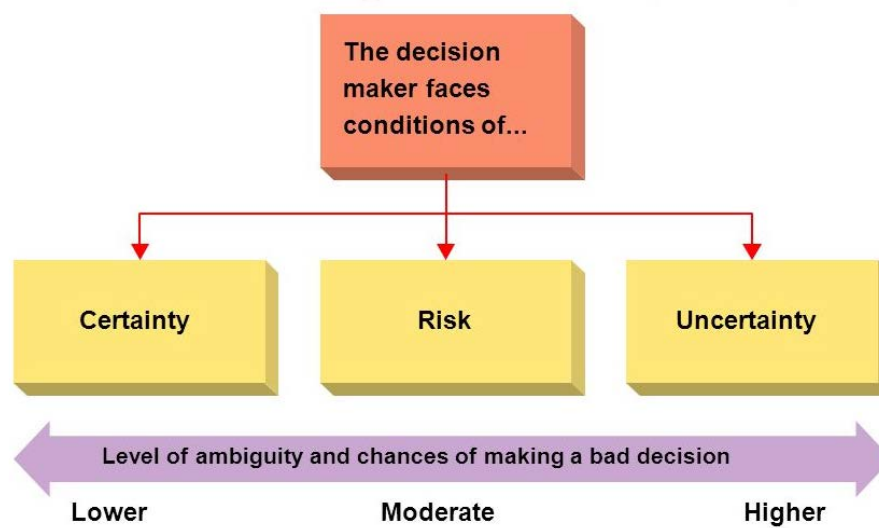 The decision
maker faces
conditions of...
Certainty
Risk
Uncertainty
Level of ambiguity and chances of making a bad decision
Lower
Moderate
Higher